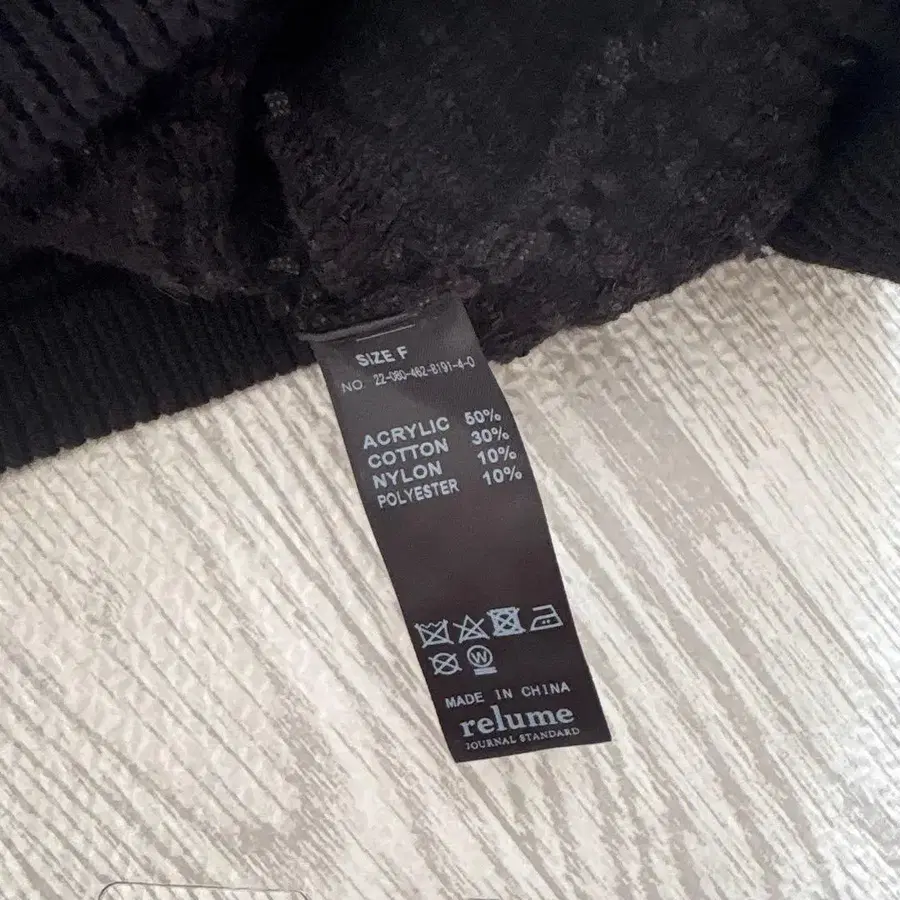 SIZE F
NO. 22-080-462-8191-4-0
ACRYLIC 50%
COTTON 30%
NYLON 10%
POLYESTER 10%
W
MADE IN CHINA
relume
JOURNAL STANDARD